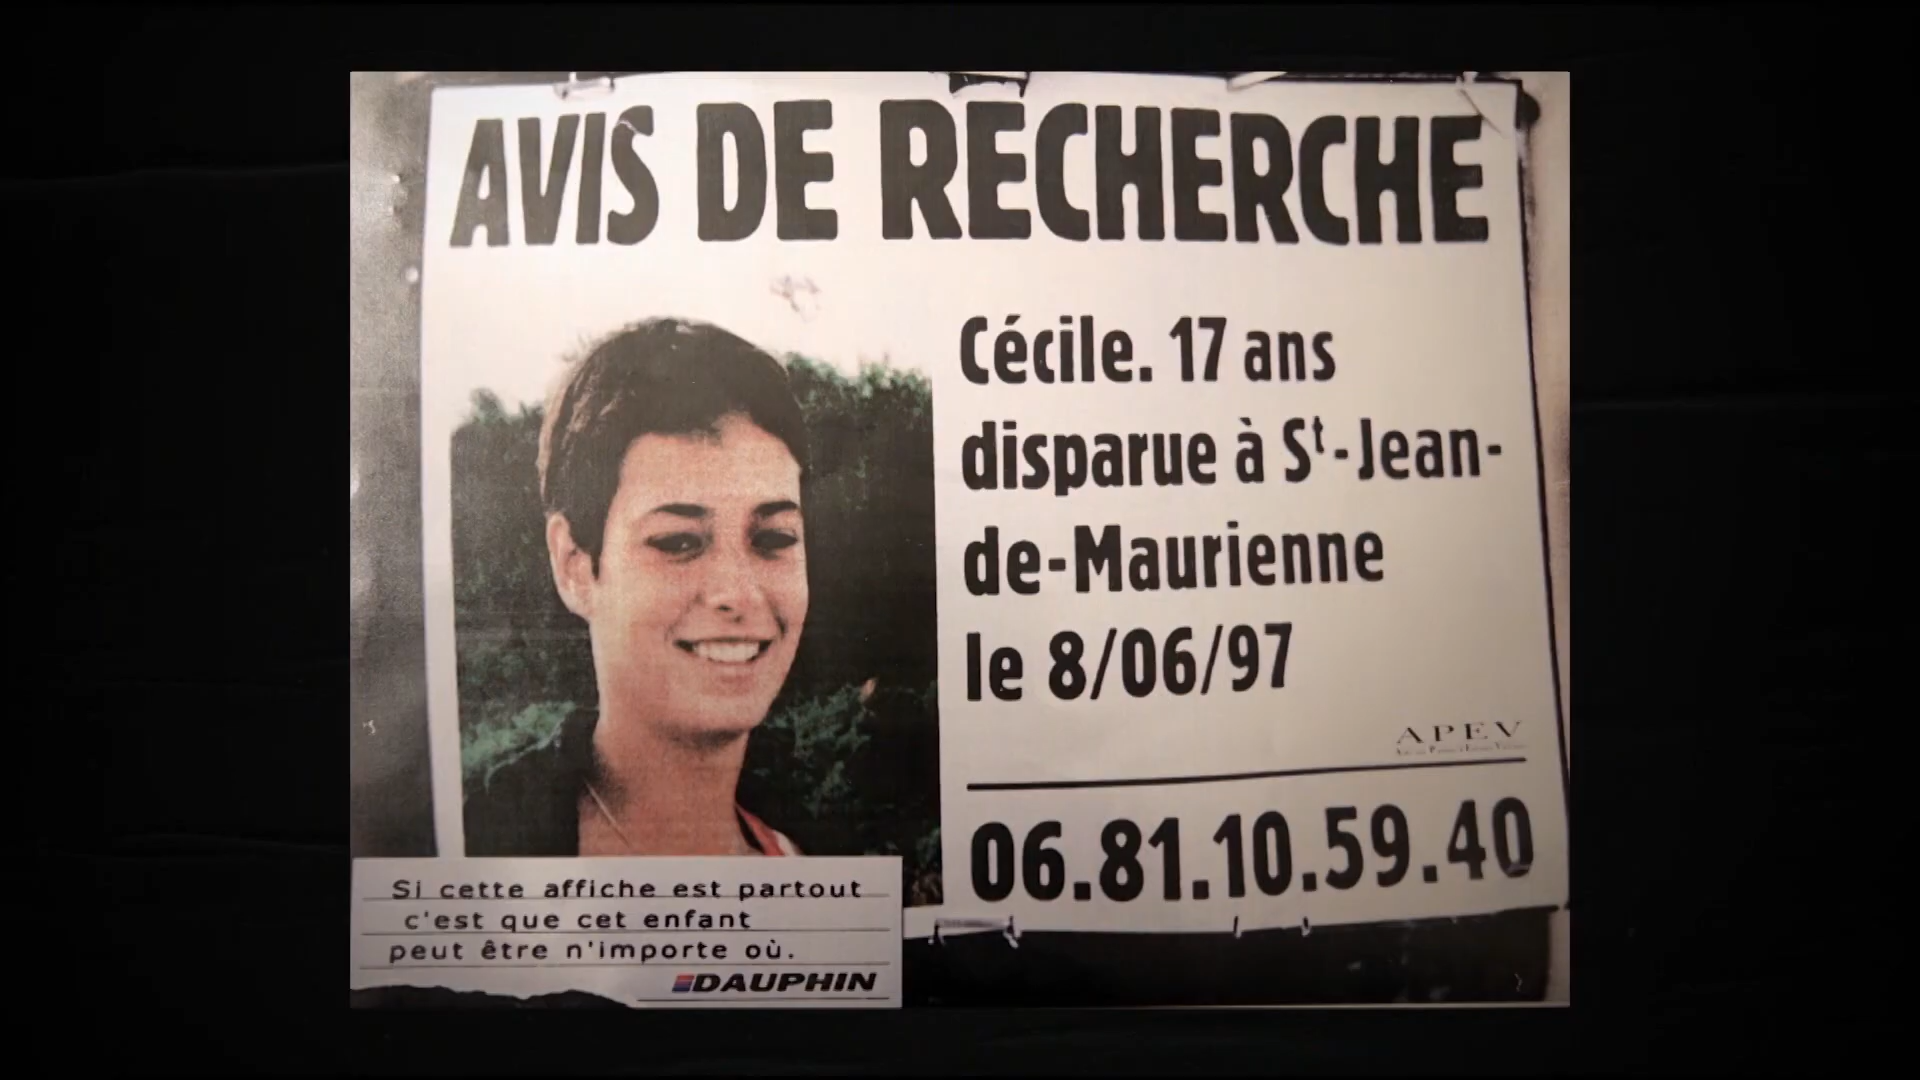 AVIS DE RECHERCHE
Cécile. 17 ans
disparue à St-Jean-
de-Maurienne
le 8/06/97
APEV
06.81.10.59.40
Si cette affiche est partout
c'est que cet enfant
peut être n'importe où.
DAUPHIN